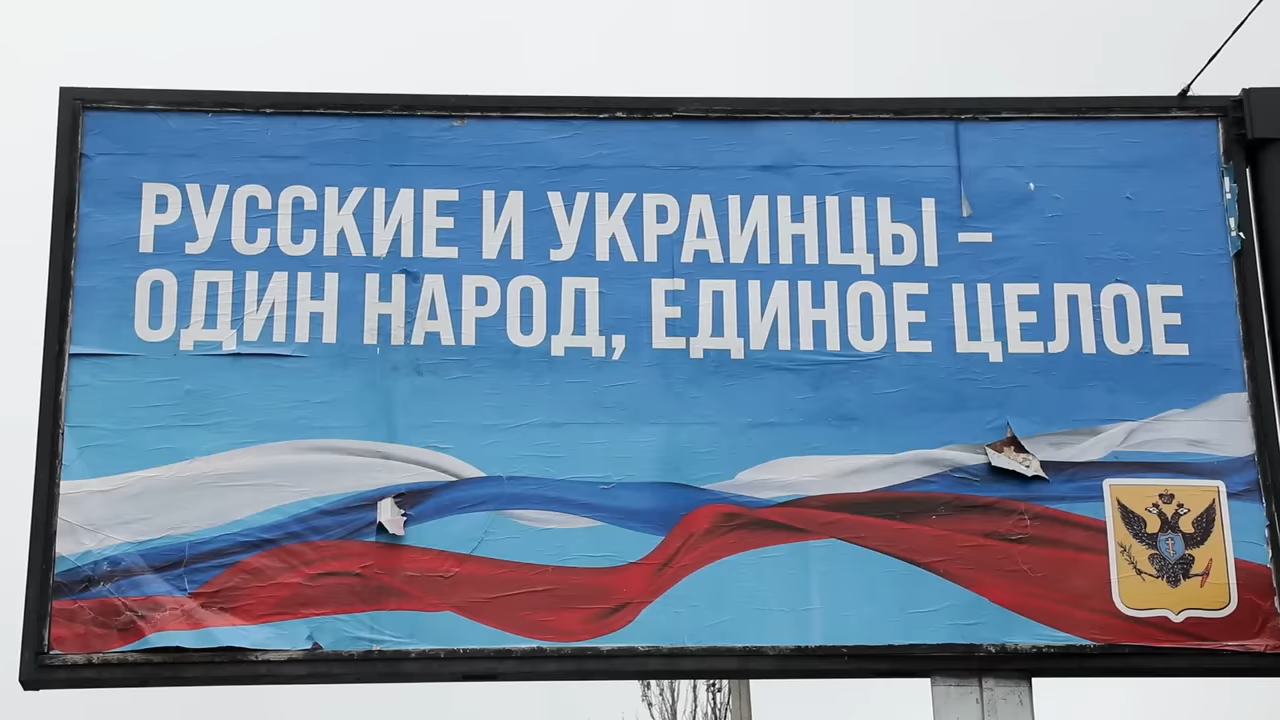 РУССКИЕ И УКРАИНЦЫ –
ОДИН НАРОД, ЕДИНОЕ ЦЕЛОЕ